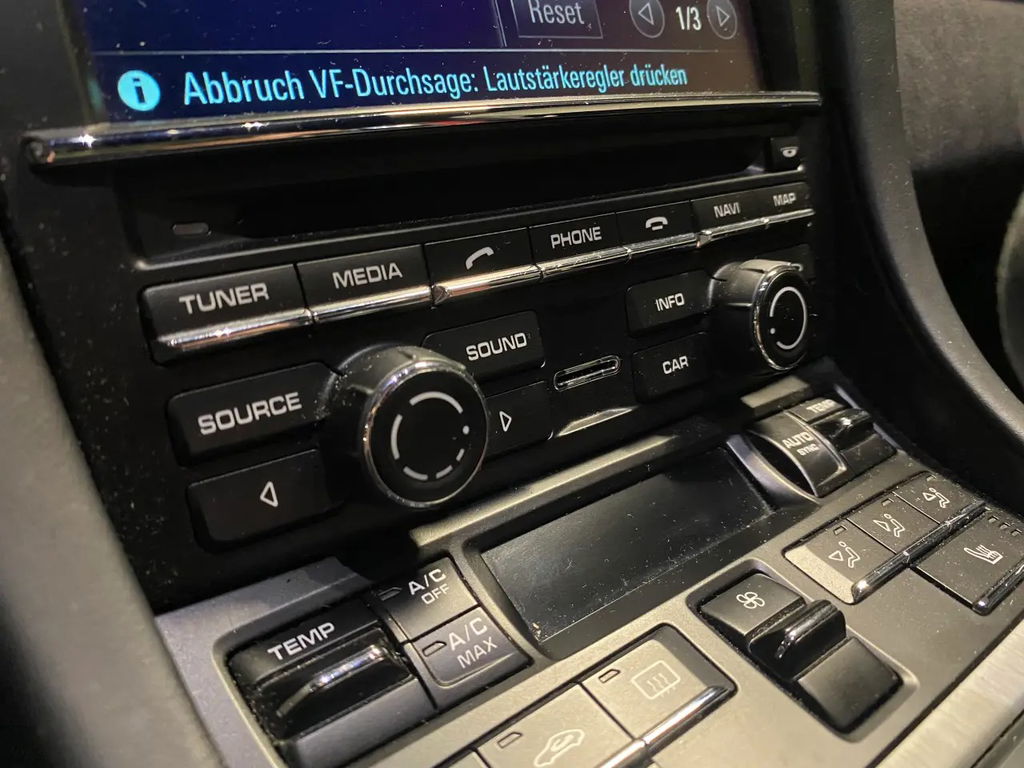 Reset
1/3
Abbruch VF-Durchsage: Lautstärkeregler drücken
TUNER
MEDIA
PHONE
NAVI
MAP
SOURCE
SOUND
INFO
CAR
TEMP
AUTO
SYNC
A/C
OFF
A/C
MAX
TEMP